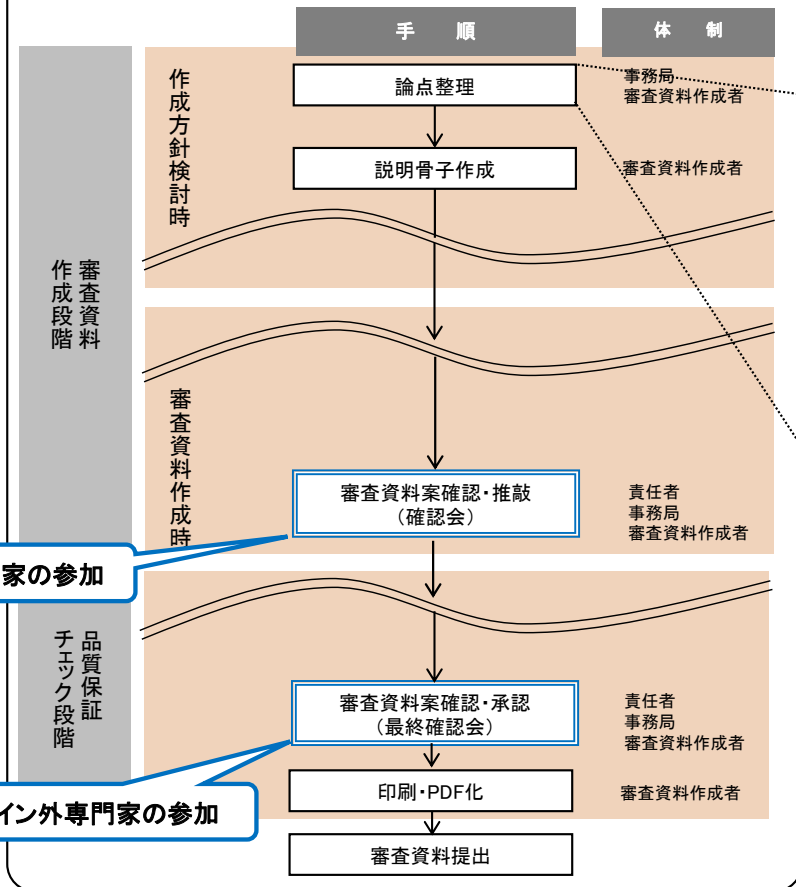 手　順
体　制
審査資料
作成段階
作成方針検討時
論点整理
事務局
審査資料作成者
説明骨子作成
審査資料作成者
審査資料作成時
審査資料案確認・推敲
（確認会）
責任者
事務局
審査資料作成者
家の参加
品質保証
チェック段階
審査資料案確認・承認
（最終確認会）
責任者
事務局
審査資料作成者
イン外専門家の参加
印刷・PDF化
審査資料作成者
審査資料提出